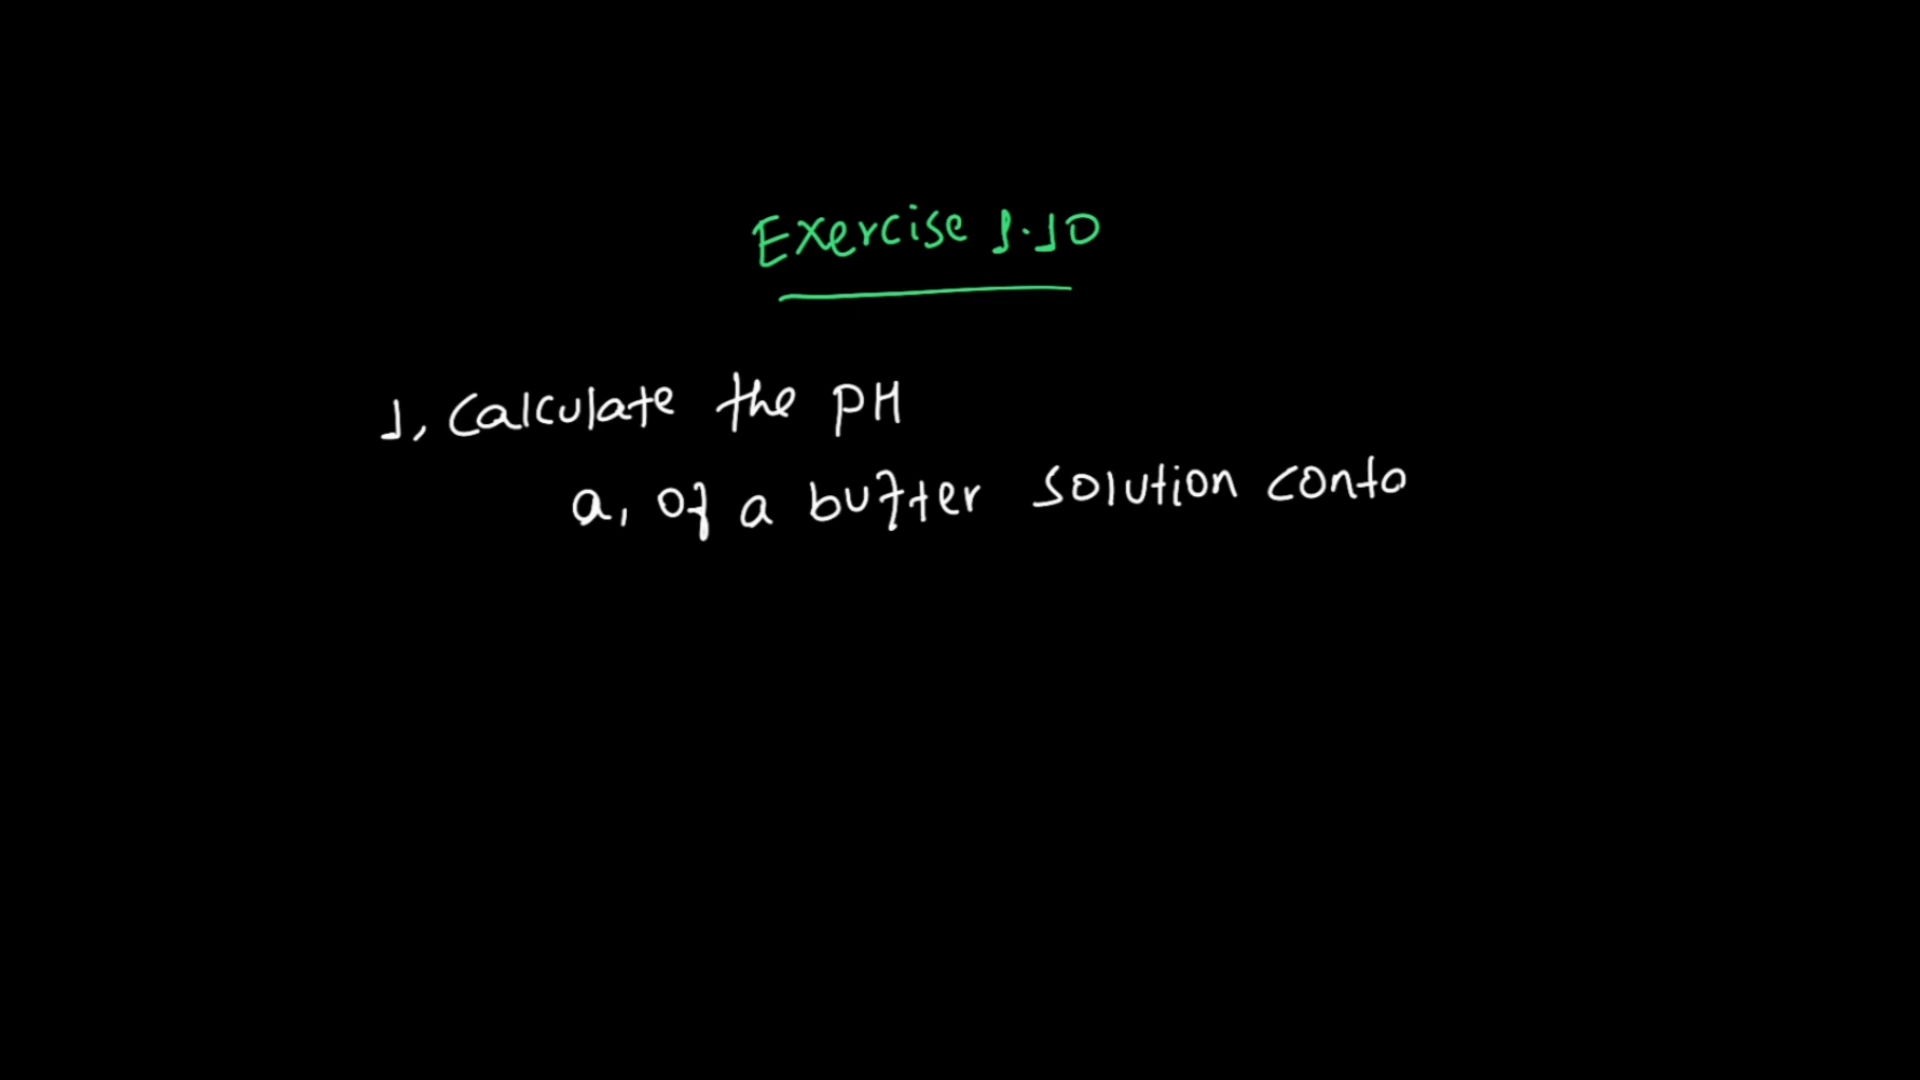 Exercise 1.10
1, Calculate the pH
a, of a buffer solution conta